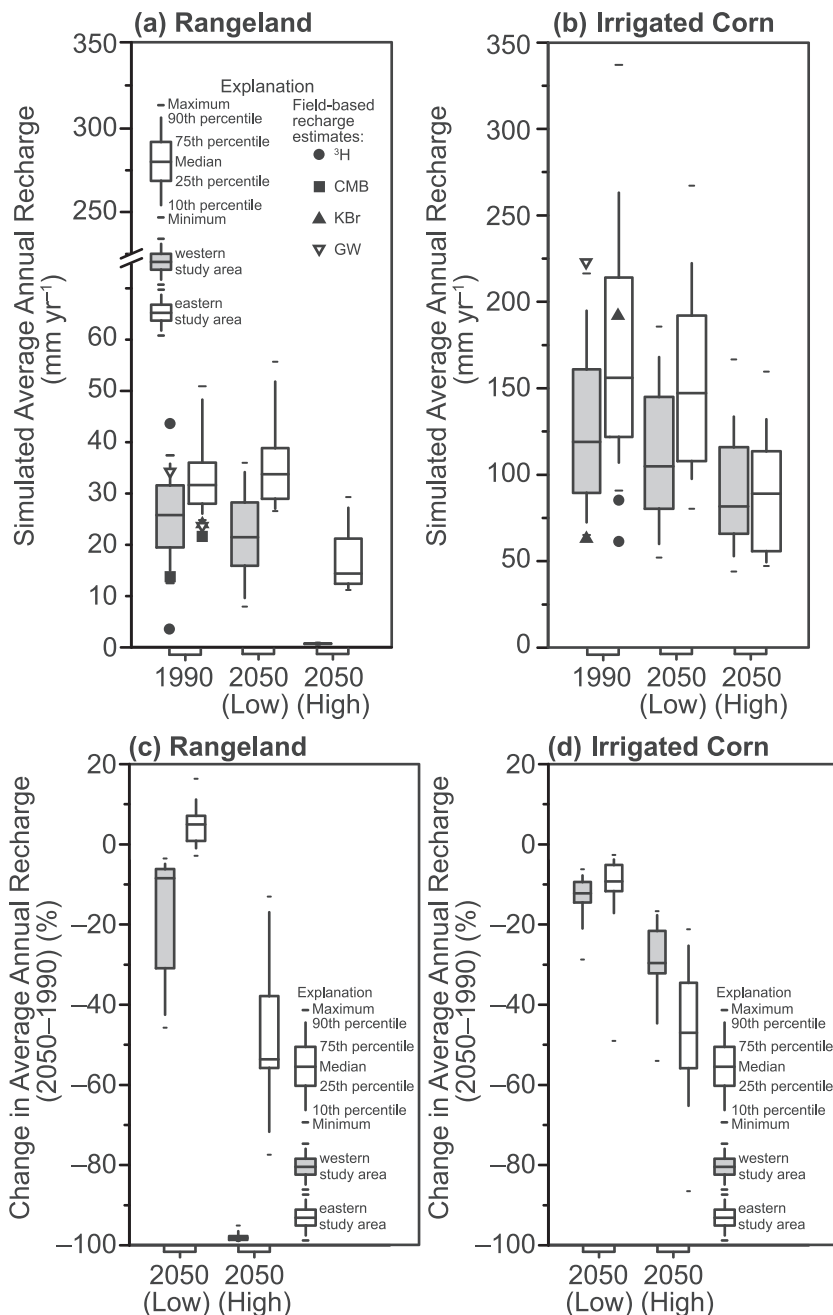 (a) Rangeland
Simulated Average Annual Recharge
(mm yr⁻¹)
350
300
250
60
50
40
30
20
10
0
Explanation
Maximum
90th percentile
75th percentile
Median
25th percentile
10th percentile
Minimum
western
study area
eastern
study area
Field-based
recharge
estimates:
³H
CMB
KBr
GW
1990
2050
(Low)
2050
(High)
(b) Irrigated Corn
Simulated Average Annual Recharge
(mm yr⁻¹)
350
300
250
200
150
100
50
0
1990
2050
(Low)
2050
(High)
(c) Rangeland
Change in Average Annual Recharge
(2050–1990) (%)
20
0
–20
–40
–60
–80
–100
Explanation
Maximum
90th percentile
75th percentile
Median
25th percentile
10th percentile
Minimum
western
study area
eastern
study area
2050
(Low)
2050
(High)
(d) Irrigated Corn
Change in Average Annual Recharge
(2050–1990) (%)
20
0
–20
–40
–60
–80
–100
Explanation
Maximum
90th percentile
75th percentile
Median
25th percentile
10th percentile
Minimum
western
study area
eastern
study area
2050
(Low)
2050
(High)